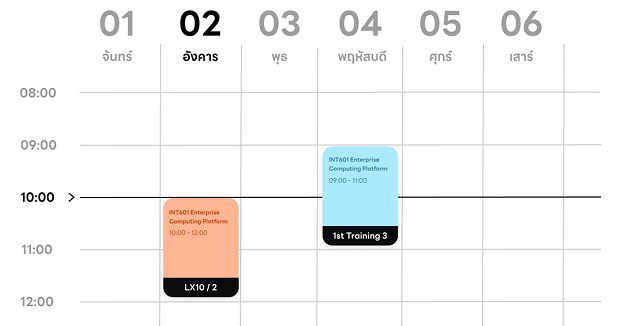 01 02 03 04 05 06
จันทร์ อังคาร พุธ พฤหัสบดี ศุกร์ เสาร์
08:00
09:00
INT601 Enterprise
Computing Platform
09:00 - 11:00
1st Training 3
10:00 >
INT601 Enterprise
Computing Platform
10:00 - 12:00
LX10 / 2
11:00
12:00